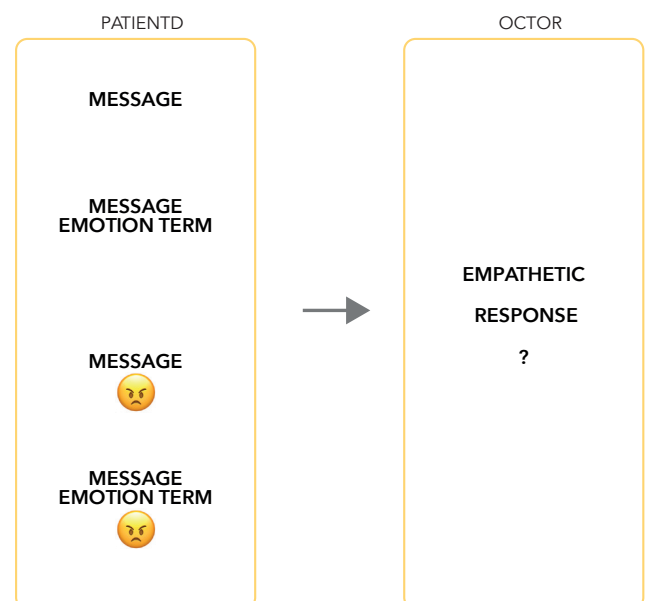 PATIENTD
OCTOR
MESSAGE
MESSAGE
EMOTION TERM
MESSAGE
MESSAGE
EMOTION TERM
EMPATHETIC
RESPONSE
?